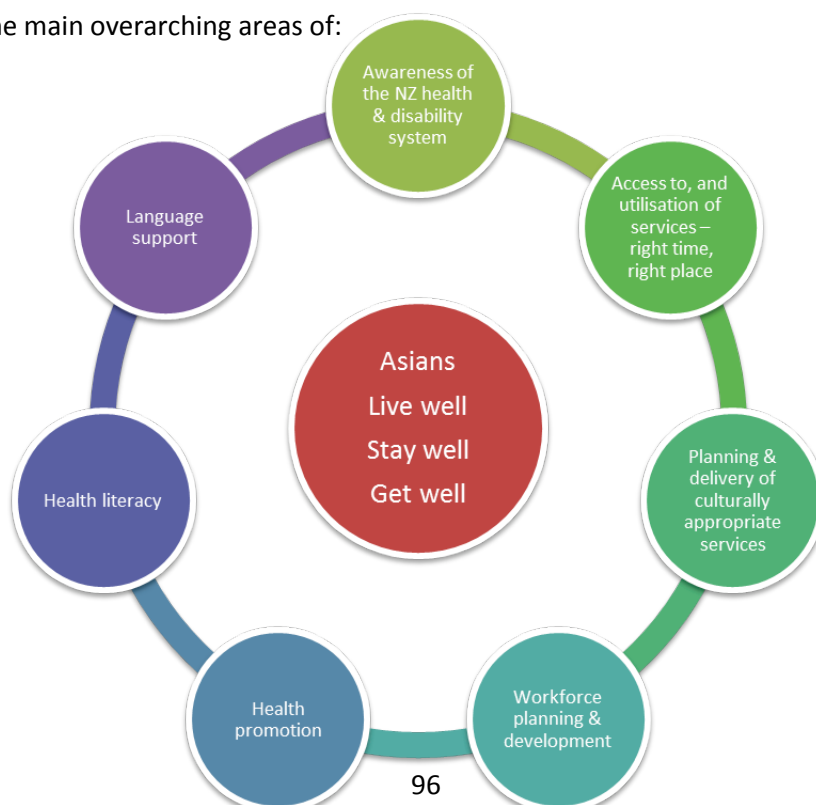 ne main overarching areas of:
Awareness of
the NZ health
& disability
system
Access to, and
utilisation of
services –
right time,
right place
Planning &
delivery of
culturally
appropriate
services
Workforce
planning &
development
Health
promotion
Health literacy
Language
support
Asians
Live well
Stay well
Get well
96